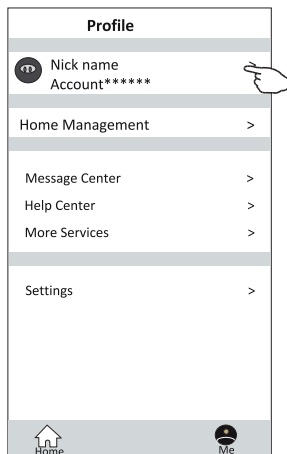 Profile
Nick name
Account******
Home Management >
Message Center >
Help Center >
More Services >
Settings >
Home
Me